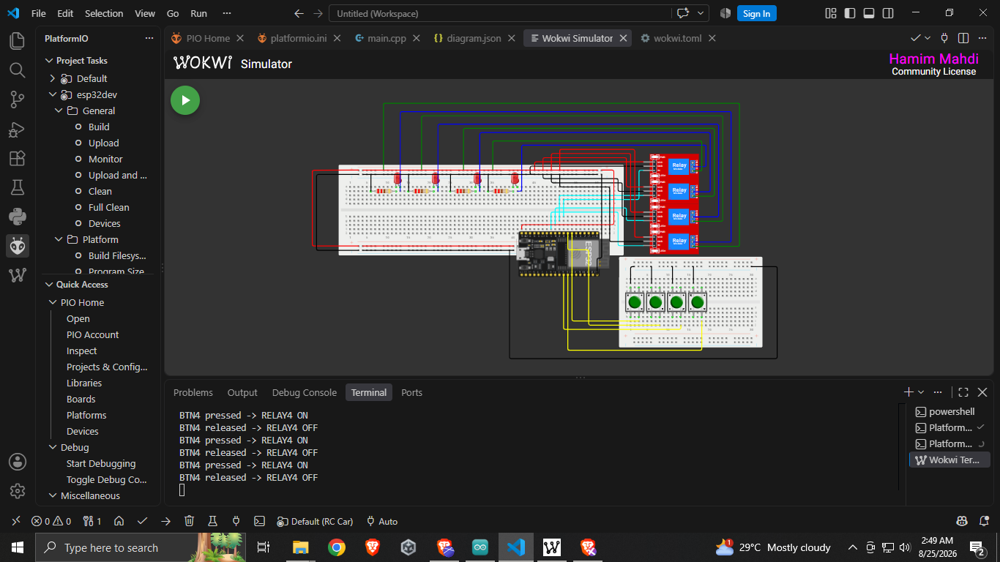 File Edit Selection View Go Run ··· Untitled (Workspace) Sign In
PlatformIO ···
PIO Home platformio.ini main.cpp diagram.json Wokwi Simulator wokwi.toml
WOKWI Simulator
Hamim Mahdi
Community License
Project Tasks
Default
esp32dev
General
Build
Upload
Monitor
Upload and ...
Clean
Full Clean
Devices
Platform
Build Filesys...
Program Size
Quick Access
PIO Home
Open
PIO Account
Inspect
Projects & Config...
Libraries
Boards
Platforms
Devices
Debug
Start Debugging
Toggle Debug Co...
Miscellaneous
Relay
Relay
Relay
Relay
ESP32
Problems Output Debug Console Terminal Ports
BTN4 pressed -> RELAY4 ON
BTN4 released -> RELAY4 OFF
BTN4 pressed -> RELAY4 ON
BTN4 released -> RELAY4 OFF
BTN4 pressed -> RELAY4 ON
BTN4 released -> RELAY4 OFF
powershell
Platform...
Platform...
Wokwi Ter...
0 0 1 Default (RC Car) Auto
Type here to search
1 29°C Mostly cloudy
2:49 AM
8/25/2026
2